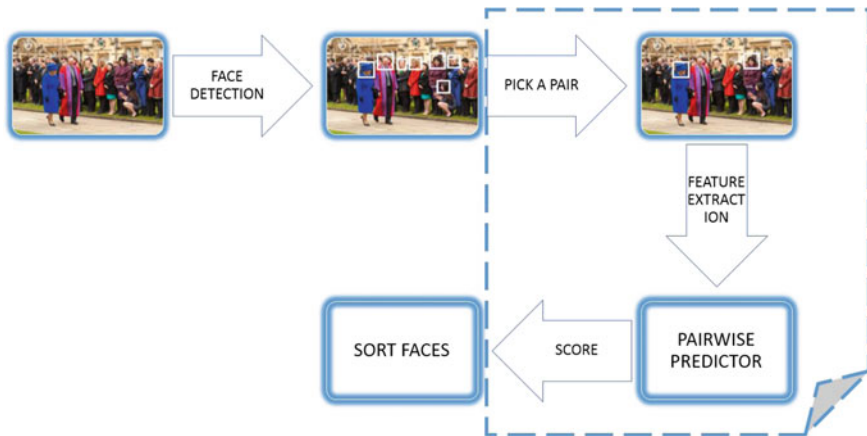 FACE
DETECTION
PICK A PAIR
FEATURE
EXTRACT
ION
PAIRWISE
PREDICTOR
SCORE
SORT FACES